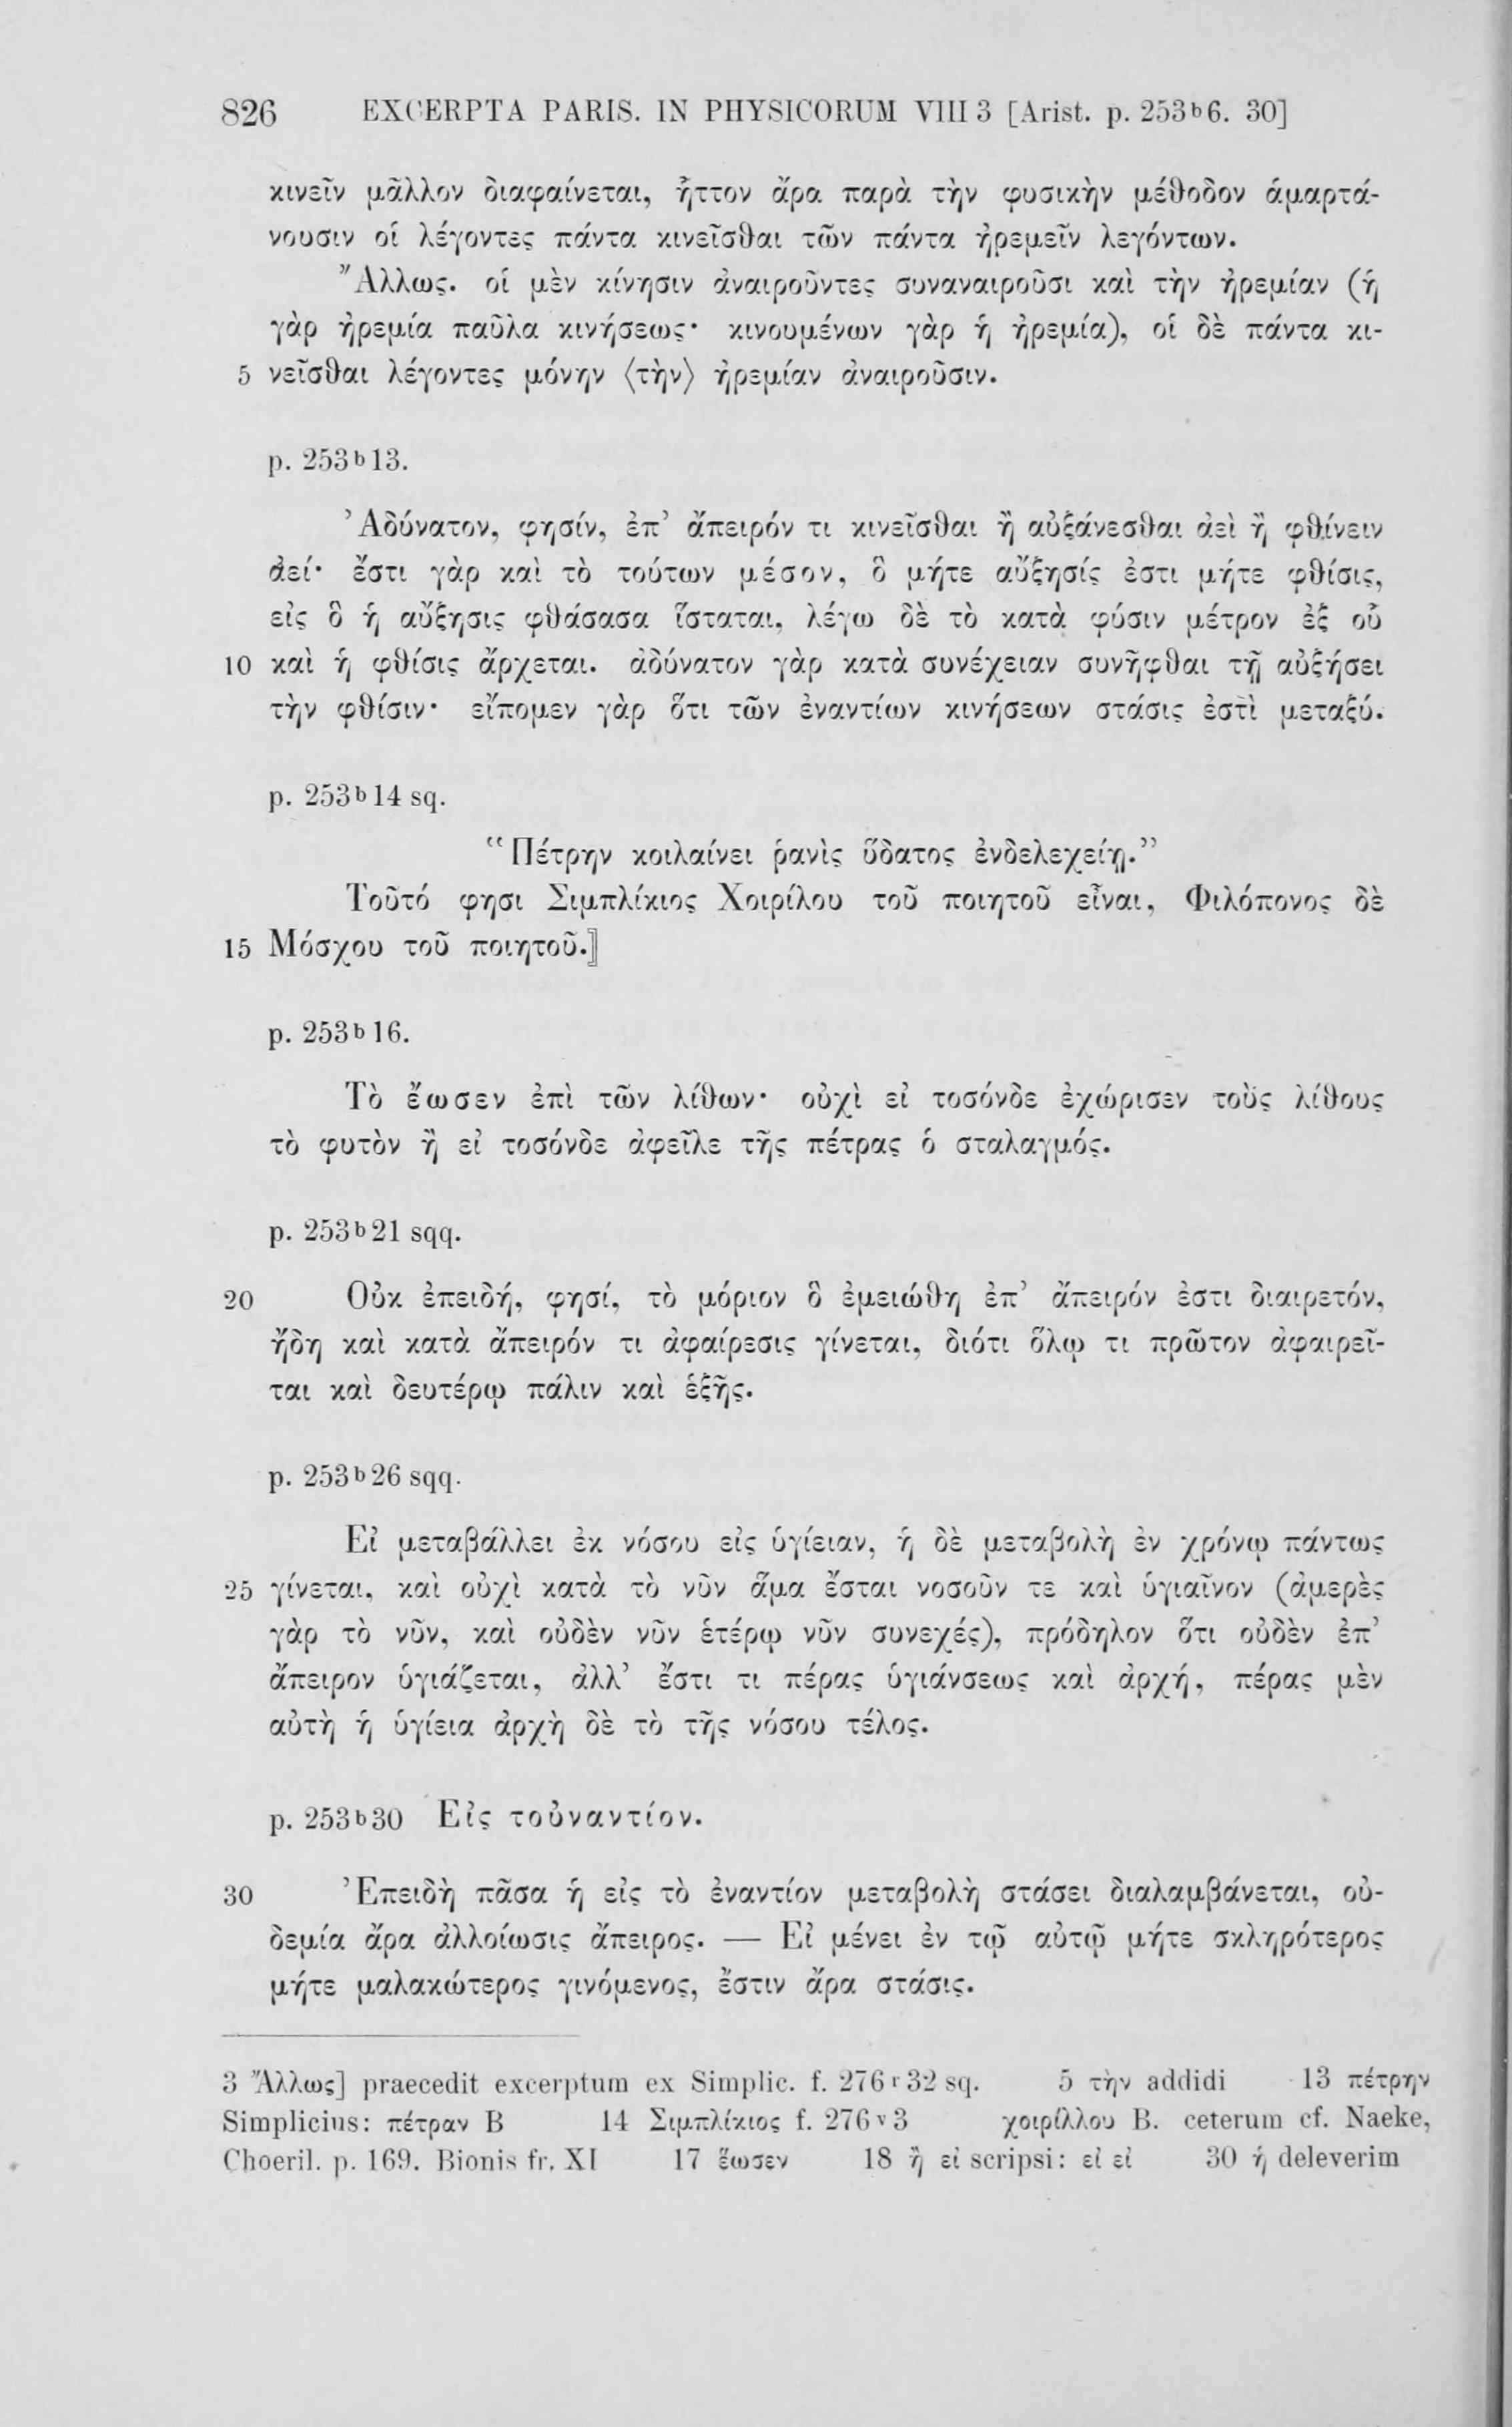 826 EXCERPTA PARIS. IN PHYSICORUM VIII 3 [Arist. p. 253b6. 30]
κινεῖν μᾶλλον διαφαίνεται, ἧττον ἄρα παρὰ τὴν φυσικὴν μέθοδον ἁμαρτά-
νουσιν οἱ λέγοντες πάντα κινεῖσθαι τῶν πάντα ἠρεμεῖν λεγόντων.
Ἄλλως. οἱ μὲν κίνησιν ἀναιροῦντες συναναιροῦσι καὶ τὴν ἠρεμίαν (ἡ
γὰρ ἠρεμία παῦλα κινήσεως· κινουμένων γὰρ ἡ ἠρεμία), οἱ δὲ πάντα κι-
5 νεῖσθαι λέγοντες μόνην ⟨τὴν⟩ ἠρεμίαν ἀναιροῦσιν.
p. 253b13.
Ἀδύνατον, φησίν, ἐπ’ ἄπειρόν τι κινεῖσθαι ἢ αὐξάνεσθαι ἀεὶ ἢ φθίνειν
ἀεί· ἔστι γὰρ καὶ τὸ τούτων μέσον, ὃ μήτε αὔξησίς ἐστι μήτε φθίσις,
εἰς ὃ ἡ αὔξησις φθάσασα ἵσταται, λέγω δὲ τὸ κατὰ φύσιν μέτρον ἐξ οὗ
10 καὶ ἡ φθίσις ἄρχεται. ἀδύνατον γὰρ κατὰ συνέχειαν συνῆφθαι τῇ αὐξήσει
τὴν φθίσιν· εἴπομεν γὰρ ὅτι τῶν ἐναντίων κινήσεων στάσις ἐστὶ μεταξύ.
p. 253b14 sq.
“Πέτρην κοιλαίνει ῥανὶς ὕδατος ἐνδελεχείῃ.”
Τοῦτό φησι Σιμπλίκιος Χοιρίλου τοῦ ποιητοῦ εἶναι, Φιλόπονος δὲ
15 Μόσχου τοῦ ποιητοῦ.⟧
p. 253b16.
Τὸ ἔωσεν ἐπὶ τῶν λίθων· οὐχὶ εἰ τοσόνδε ἐχώρισεν τοὺς λίθους
τὸ φυτὸν ἢ εἰ τοσόνδε ἀφεῖλε τῆς πέτρας ὁ σταλαγμός.
p. 253b21 sqq.
20 Οὐκ ἐπειδή, φησί, τὸ μόριον ὃ ἐμειώθη ἐπ’ ἄπειρόν ἐστι διαιρετόν,
ἤδη καὶ κατὰ ἄπειρόν τι ἀφαίρεσις γίνεται, διότι ὅλῳ τι πρῶτον ἀφαιρεῖ-
ται καὶ δευτέρῳ πάλιν καὶ ἑξῆς.
p. 253b26 sqq.
Εἰ μεταβάλλει ἐκ νόσου εἰς ὑγίειαν, ἡ δὲ μεταβολὴ ἐν χρόνῳ πάντως
25 γίνεται, καὶ οὐχὶ κατὰ τὸ νῦν ἅμα ἔσται νοσοῦν τε καὶ ὑγιαῖνον (ἀμερὲς
γὰρ τὸ νῦν, καὶ οὐδὲν νῦν ἑτέρῳ νῦν συνεχές), πρόδηλον ὅτι οὐδὲν ἐπ’
ἄπειρον ὑγιάζεται, ἀλλ’ ἔστι τι πέρας ὑγιάνσεως καὶ ἀρχή, πέρας μὲν
αὐτὴ ἡ ὑγίεια ἀρχὴ δὲ τὸ τῆς νόσου τέλος.
p. 253b30 Εἰς τοὐναντίον.
30 Ἐπειδὴ πᾶσα ἡ εἰς τὸ ἐναντίον μεταβολὴ στάσει διαλαμβάνεται, οὐ-
δεμία ἄρα ἀλλοίωσις ἄπειρος. — Εἰ μένει ἐν τῷ αὐτῷ μήτε σκληρότερος
μήτε μαλακώτερος γινόμενος, ἔστιν ἄρα στάσις.
3 Ἄλλως] praecedit excerptum ex Simplic. f. 276r32 sq. 5 τὴν addidi 13 πέτρην
Simplicius: πέτραν B 14 Σιμπλίκιος f. 276v3 χοιρίλλου B. ceterum cf. Naeke,
Choeril. p. 169. Bionis fr. XI 17 ἕωσεν 18 ἢ εἰ scripsi: εἰ εἰ 30 ἡ deleverim